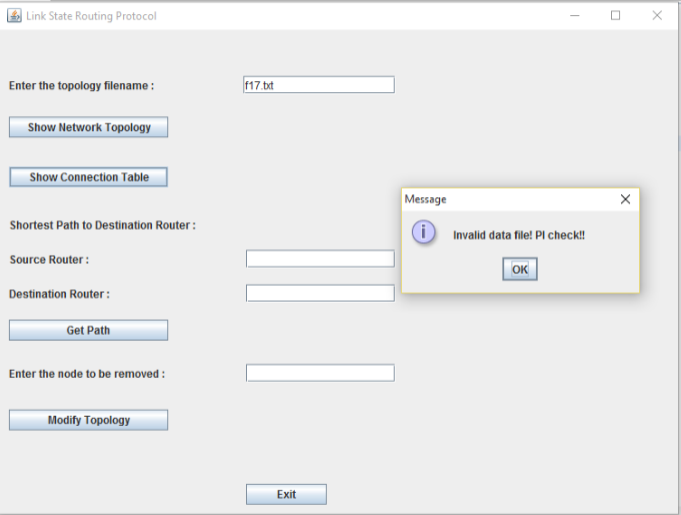 Link State Routing Protocol
Enter the topology filename :
f17.txt
Show Network Topology
Show Connection Table
Shortest Path to Destination Router :
Source Router :
Destination Router :
Get Path
Enter the node to be removed :
Modify Topology
Exit
Message
Invalid data file! Pl check!!
OK